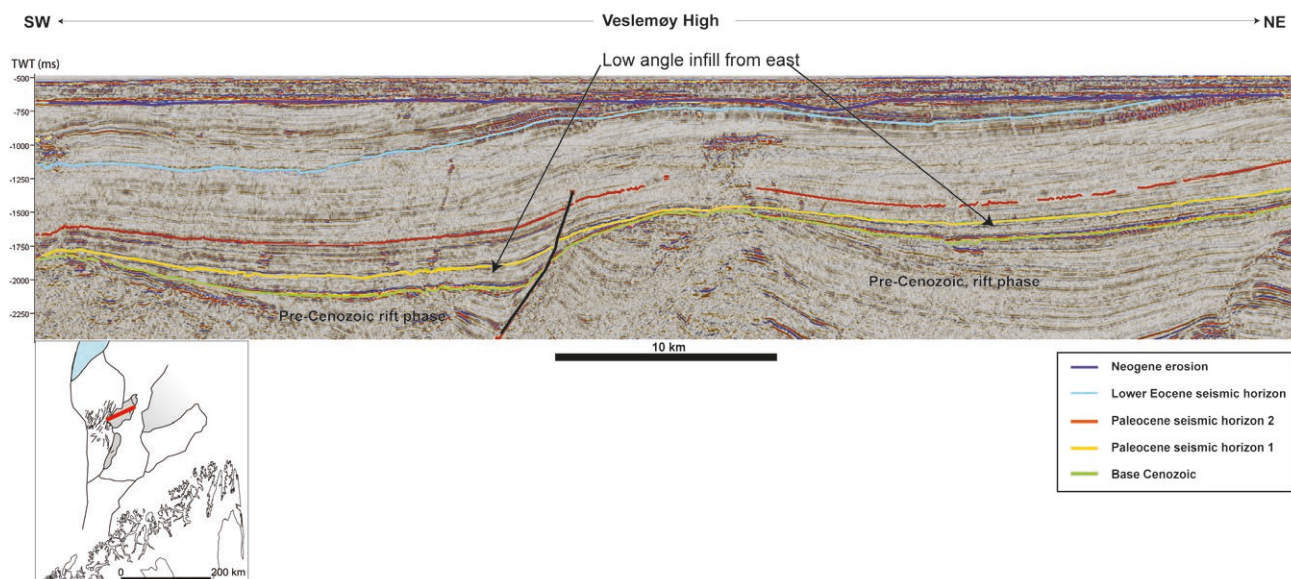 SW
Veslemøy High
NE
TWT (ms)
Low angle infill from east
-500
-750
-1000
-1250
-1500
-1750
-2000
-2250
Pre-Cenozoic rift phase
Pre-Cenozoic, rift phase
10 km
Neogene erosion
Lower Eocene seismic horizon
Paleocene seismic horizon 2
Paleocene seismic horizon 1
Base Cenozoic
0
200 km